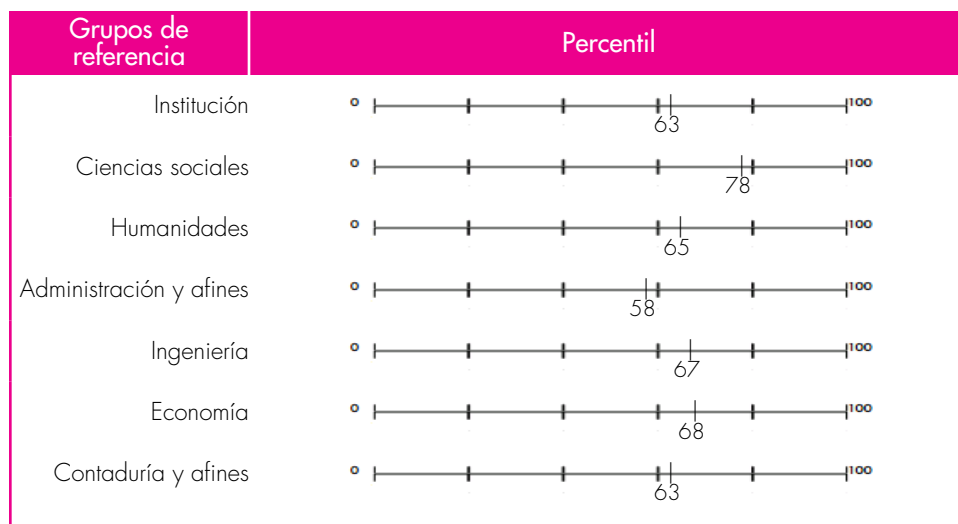 Grupos de
referencia
Percentil
Institución
0 100
63
Ciencias sociales
0 100
78
Humanidades
0 100
65
Administración y afines
0 100
58
Ingeniería
0 100
67
Economía
0 100
68
Contaduría y afines
0 100
63